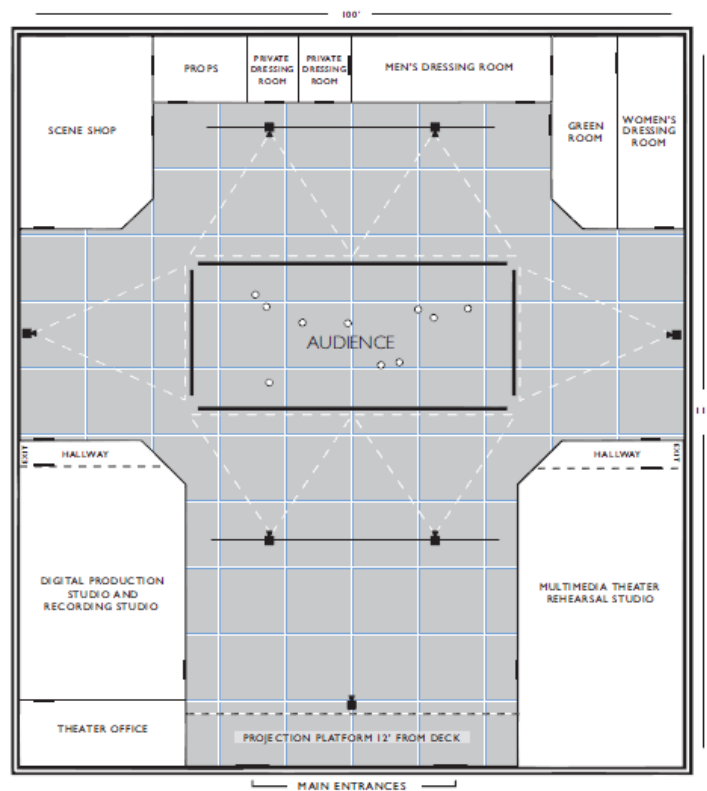 100'
PROPS
PRIVATE
DRESSING
ROOM
PRIVATE
DRESSING
ROOM
MEN'S DRESSING ROOM
SCENE SHOP
GREEN
ROOM
WOMEN'S
DRESSING
ROOM
AUDIENCE
EXIT
HALLWAY
HALLWAY
EXIT
DIGITAL PRODUCTION
STUDIO AND
RECORDING STUDIO
MULTIMEDIA THEATER
REHEARSAL STUDIO
THEATER OFFICE
PROJECTION PLATFORM 12' FROM DECK
MAIN ENTRANCES